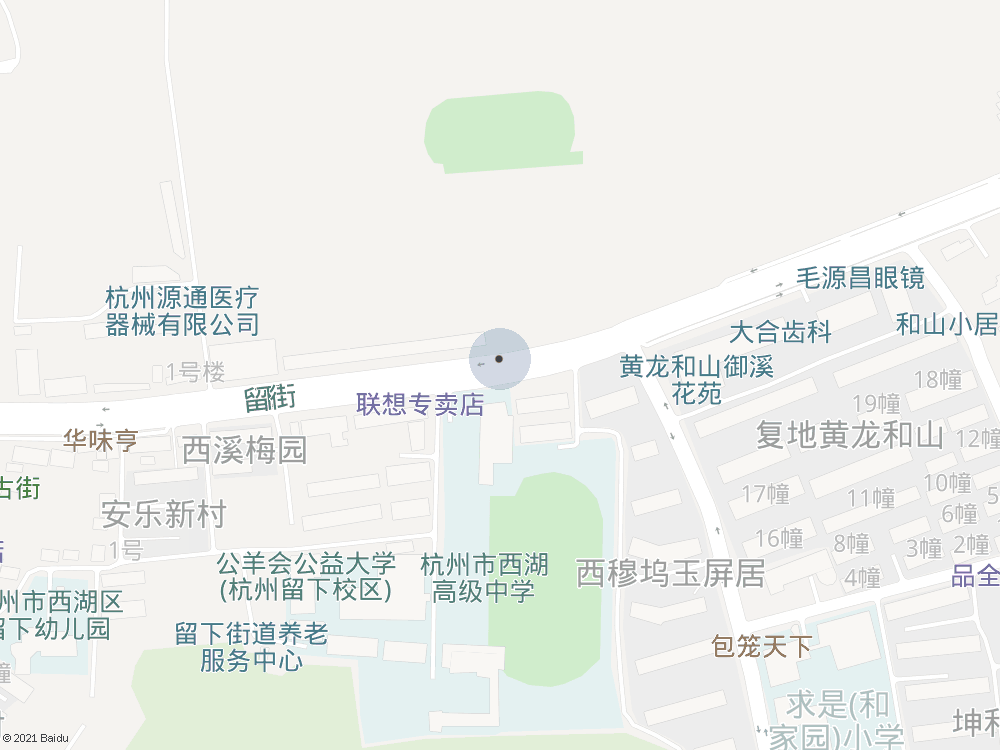 毛源昌眼镜
杭州源通医疗
器械有限公司
大合齿科
和山小居
1号楼
黄龙和山御溪
花苑
18幢
留街
联想专卖店
19幢
华味亨
西溪梅园
复地黄龙和山
12幢
古街
17幢
11幢
10幢
5
安乐新村
6幢
1号
16幢
8幢
3幢
2幢
公羊会公益大学
(杭州留下校区)
杭州市西湖
高级中学
西穆坞玉屏居
4幢
品全
州市西湖区
留下幼儿园
留下街道养老
服务中心
包笼天下
幢
求是(和
家园)小学
坤和
© 2021 Baidu